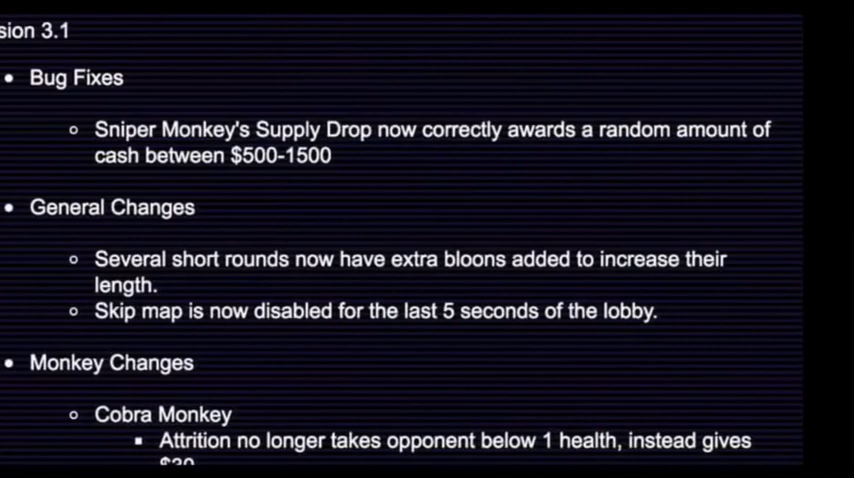 sion 3.1
Bug Fixes
Sniper Monkey's Supply Drop now correctly awards a random amount of
cash between $500-1500
General Changes
Several short rounds now have extra bloons added to increase their
length.
Skip map is now disabled for the last 5 seconds of the lobby.
Monkey Changes
Cobra Monkey
Attrition no longer takes opponent below 1 health, instead gives